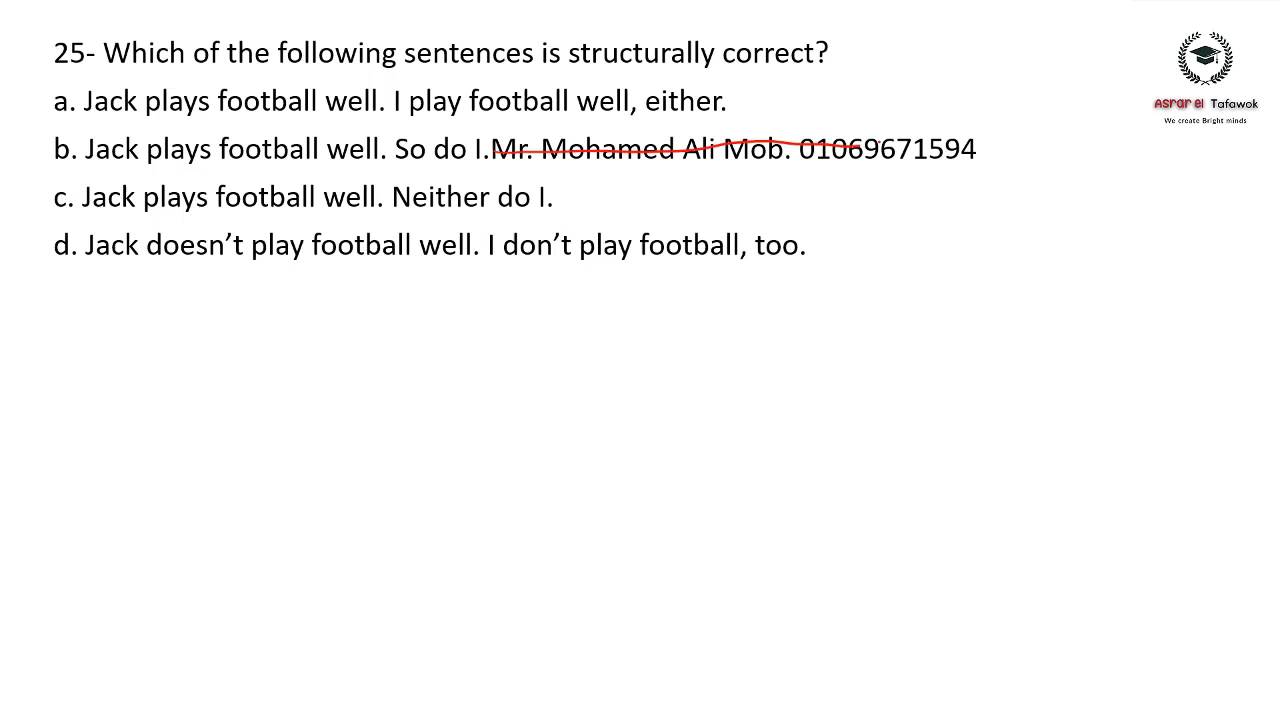 25- Which of the following sentences is structurally correct?
a. Jack plays football well. I play football well, either.
b. Jack plays football well. So do I.Mr. Mohamed Ali Mob. 01069671594
c. Jack plays football well. Neither do I.
d. Jack doesn’t play football well. I don’t play football, too.
Asrar el Tafawok
We create Bright minds